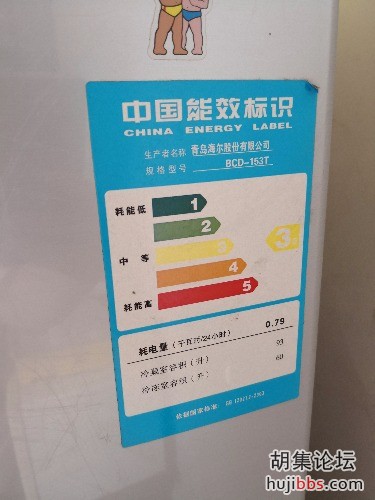 中国能效标识
CHINA ENERGY LABEL
生产者名称 青岛海尔股份有限公司
规格型号 BCD-153T
耗能低 1
2
中 等 3 3
4
耗能高 5
耗电量（千瓦时/24小时） 0.79
冷藏室容积（升） 93
冷冻室容积（升） 60
依据国家标准：
胡集论坛
hujibbs.com